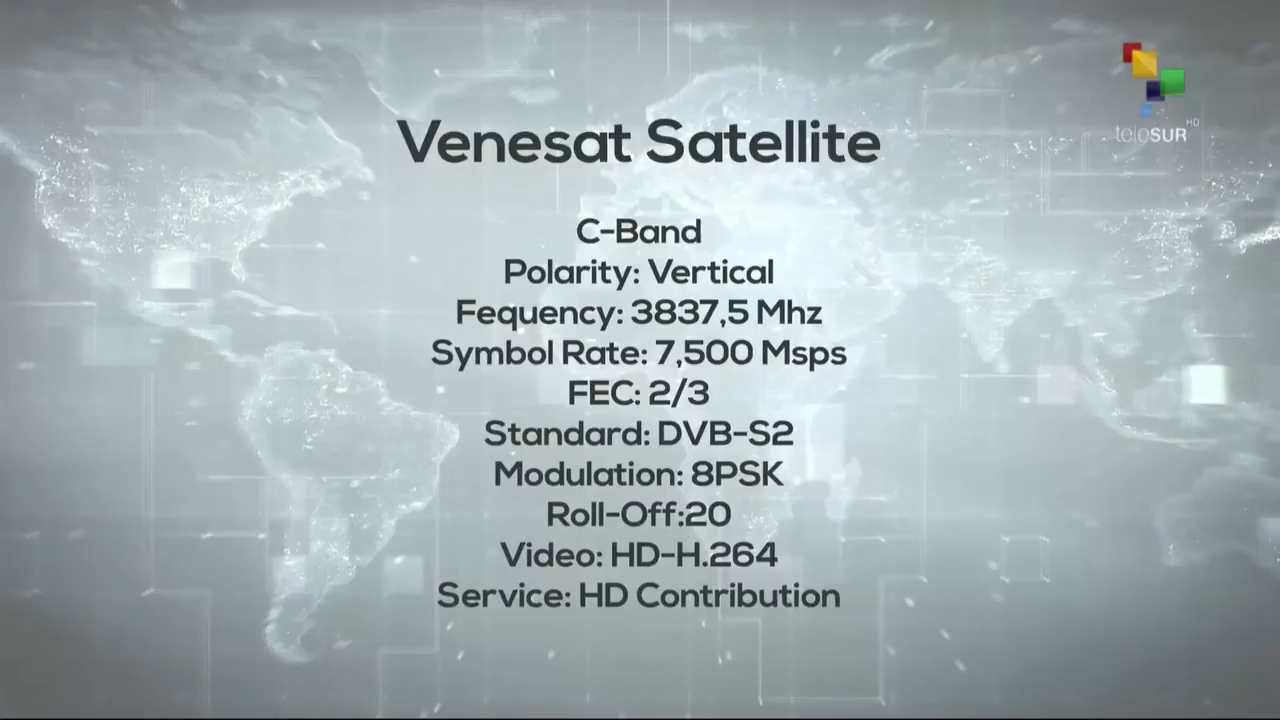 Venesat Satellite
C-Band
Polarity: Vertical
Fequency: 3837,5 Mhz
Symbol Rate: 7,500 Msps
FEC: 2/3
Standard: DVB-S2
Modulation: 8PSK
Roll-Off:20
Video: HD-H.264
Service: HD Contribution
teleSUR HD